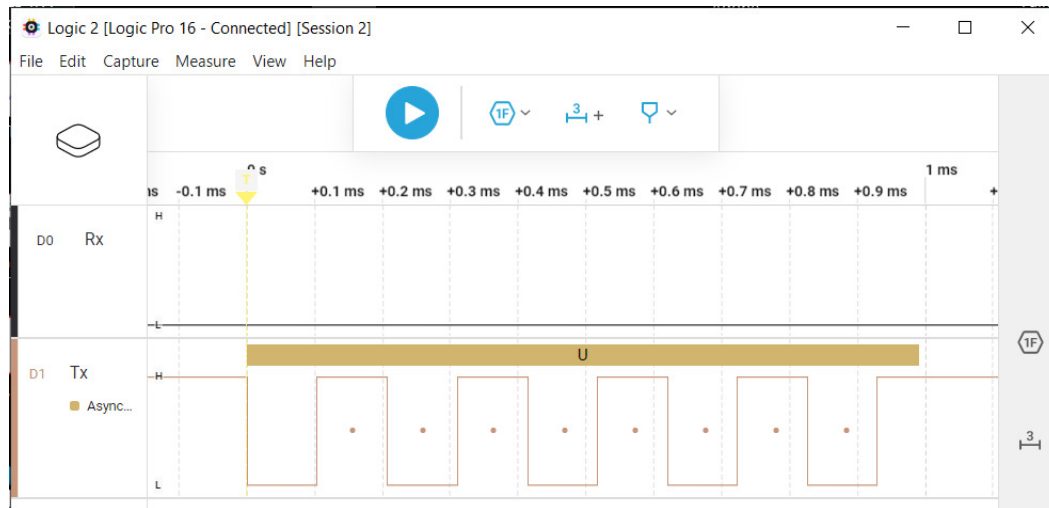 Logic 2 [Logic Pro 16 - Connected] [Session 2]
File Edit Capture Measure View Help
1F 3 +
0 s 1 ms
-0.1 ms +0.1 ms +0.2 ms +0.3 ms +0.4 ms +0.5 ms +0.6 ms +0.7 ms +0.8 ms +0.9 ms +
H
D0 Rx
L
1F
U
D1 Tx H
Async...
3
L